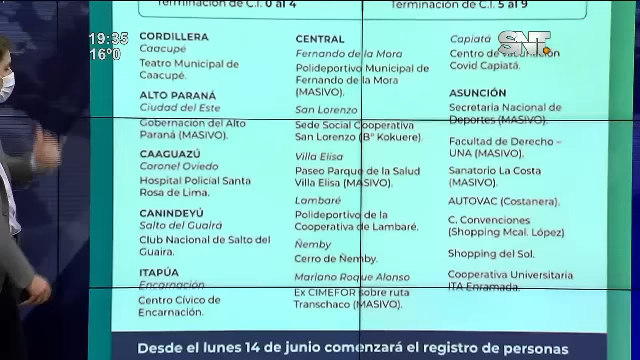 Terminación de C.I. 0 al 4
Terminación de C.I. 5 al 9
19:35
16°0
SNT
CORDILLERA
Caacupé
Teatro Municipal de
Caacupé.
ALTO PARANÁ
Ciudad del Este
Gobernación del Alto
Paraná (MASIVO).
CAAGUAZÚ
Coronel Oviedo
Hospital Policial Santa
Rosa de Lima.
CANINDEYÚ
Salto del Guairá
Club Nacional de Salto del
Guaira.
ITAPÚA
Encarnación
Centro Cívico de
Encarnación.
CENTRAL
Fernando de la Mora
Polideportivo Municipal de
Fernando de la Mora
(MASIVO).
San Lorenzo
Sede Social Cooperativa
San Lorenzo (B° Kokuere).
Villa Elisa
Paseo Parque de la Salud
Villa Elisa (MASIVO).
Lambaré
Polideportivo de la
Cooperativa de Lambaré.
Ñemby
Cerro de Ñemby.
Mariano Roque Alonso
Ex CIMEFOR sobre ruta
Transchaco (MASIVO).
Capiatá
Centro de Vacunación
Covid Capiatá.
ASUNCIÓN
Secretaria Nacional de
Deportes (MASIVO).
Facultad de Derecho –
UNA (MASIVO).
Sanatorio La Costa
(MASIVO).
AUTOVAC (Costanera).
C. Convenciones
(Shopping Mcal. López)
Shopping del Sol.
Cooperativa Universitaria
ITA Enramada.
Desde el lunes 14 de junio comenzará el registro de personas